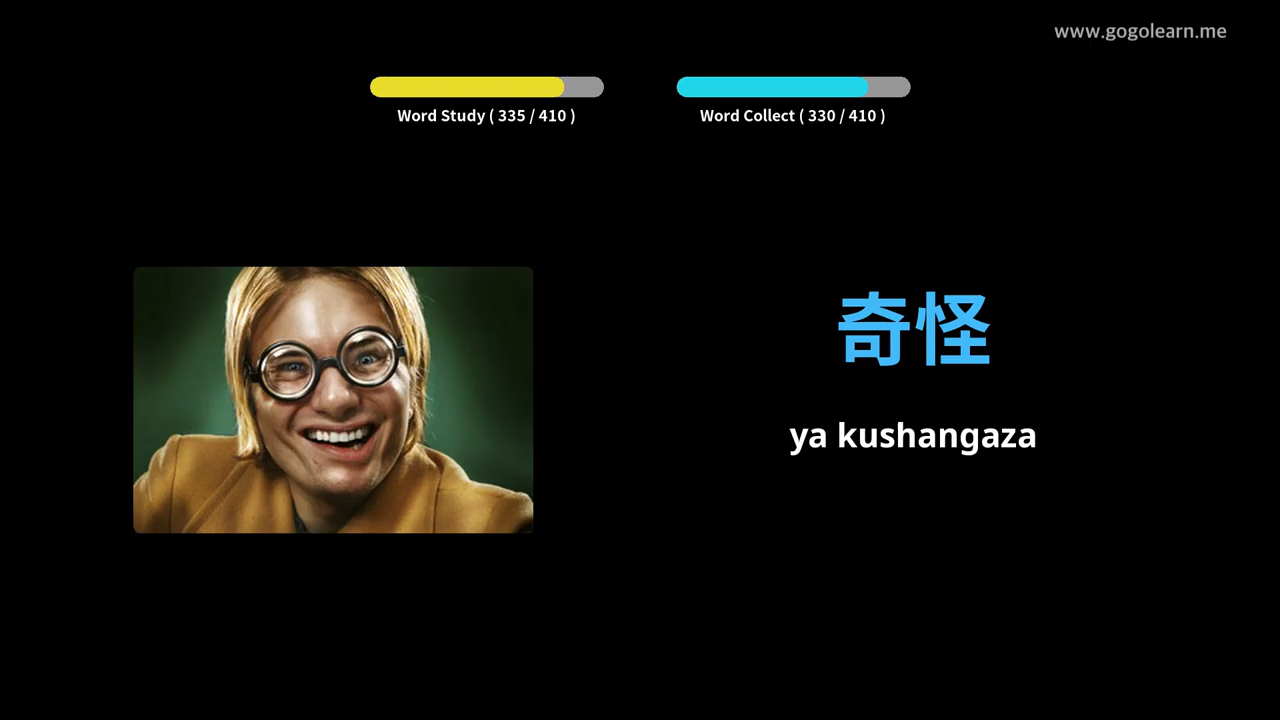 www.gogolearn.me
Word Study ( 335 / 410 )
Word Collect ( 330 / 410 )
奇怪
ya kushangaza